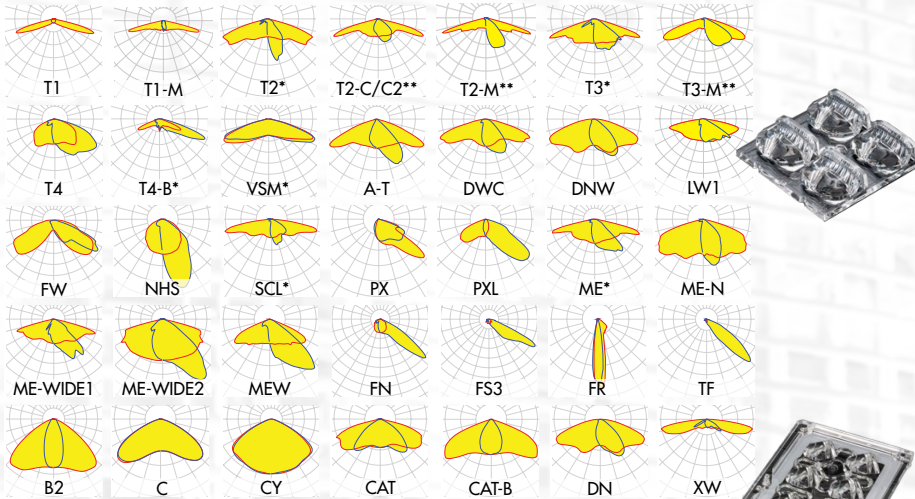 T1 T1-M T2* T2-C/C2** T2-M** T3* T3-M**
T4 T4-B* VSM* A-T DWC DNW LW1
FW NHS SCL* PX PXL ME* ME-N
ME-WIDE1 ME-WIDE2 MEW FN FS3 FR TF
B2 C CY CAT CAT-B DN XW